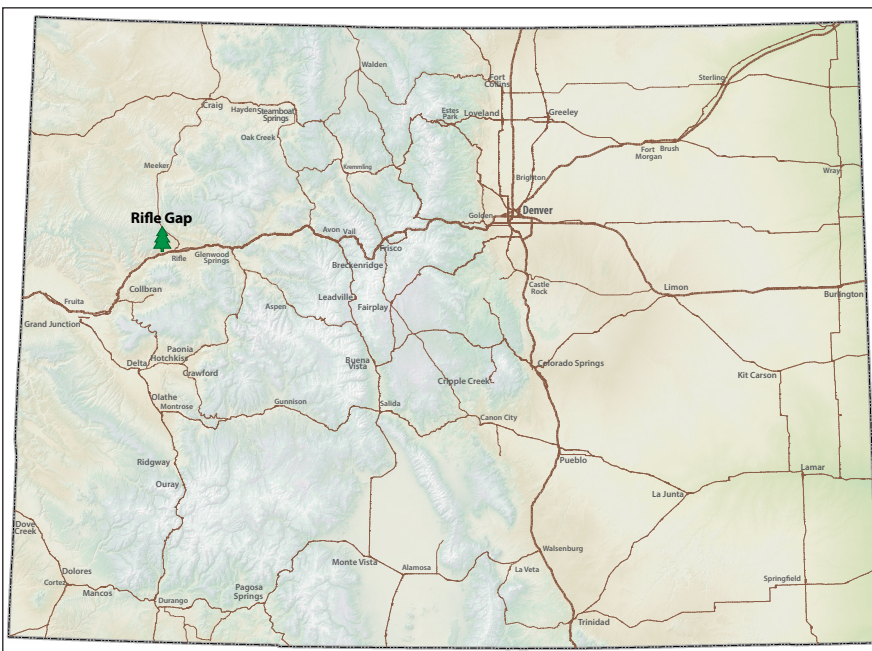 Walden
Fort
Collins
Sterling
Craig
Hayden
Steamboat
Springs
Estes
Park
Loveland
Greeley
Oak Creek
Fort
Morgan
Brush
Meeker
Kremmling
Wray
Brighton
Rifle Gap
Golden
Denver
Avon
Vail
Frisco
Rifle
Glenwood
Springs
Breckenridge
Castle
Rock
Limon
Burlington
Collbran
Fruita
Leadville
Fairplay
Aspen
Grand Junction
Paonia
Hotchkiss
Delta
Crawford
Buena
Vista
Colorado Springs
Cripple Creek
Kit Carson
Olathe
Montrose
Gunnison
Salida
Canon City
Ridgway
Pueblo
Lamar
Ouray
La Junta
Dove
Creek
Walsenburg
Monte Vista
Alamosa
La Veta
Dolores
Cortez
Mancos
Pagosa
Springs
Durango
Springfield
Trinidad